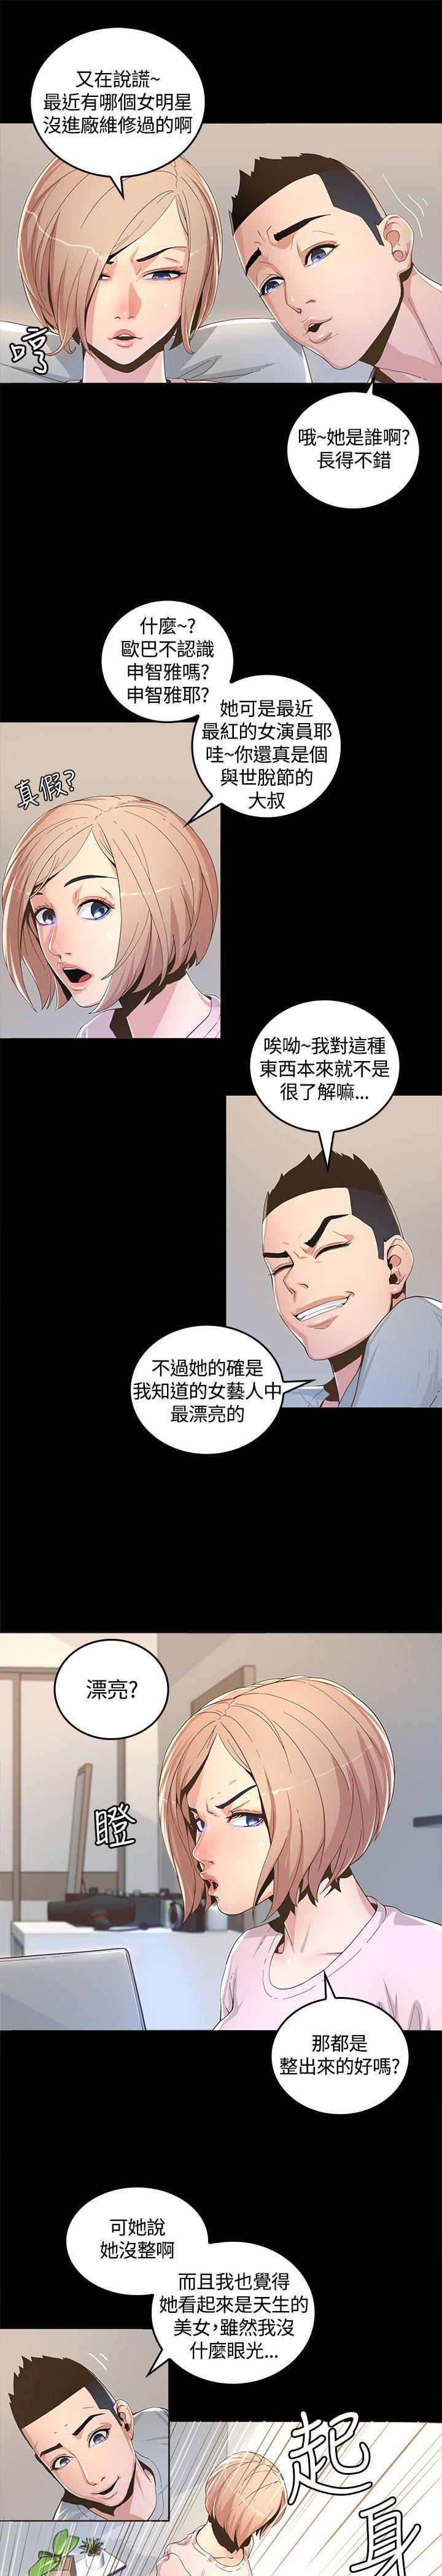 又在說謊~
最近有哪個女明星
沒進廠維修過的啊
哼
哦~她是誰啊?
長得不錯
什麼~?
歐巴不認識
申智雅嗎?
申智雅耶?
她可是最近
最紅的女演員耶
哇~你還真是個
與世脫節的
大叔
真假?
唉呦~我對這種
東西本來就不是
很了解嘛...
不過她的確是
我知道的女藝人中
最漂亮的
漂亮?
瞪
那都是
整出來的好嗎?
可她說
她沒整啊
而且我也覺得
她看起來是天生的
美女,雖然我沒
什麼眼光...
起
身